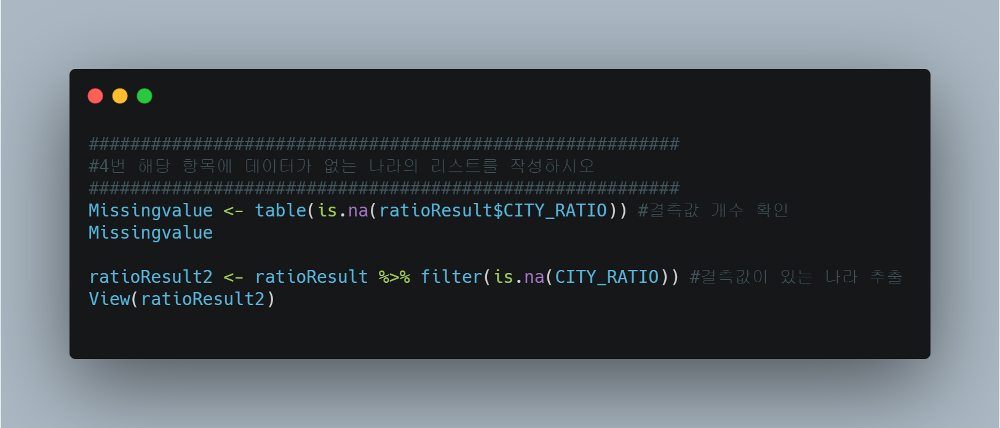 #########################################################
#4번 해당 항목에 데이터가 없는 나라의 리스트를 작성하시오
#########################################################
Missingvalue <- table(is.na(ratioResult$CITY_RATIO)) #결측값 개수 확인
Missingvalue
ratioResult2 <- ratioResult %>% filter(is.na(CITY_RATIO)) #결측값이 있는 나라 추출
View(ratioResult2)